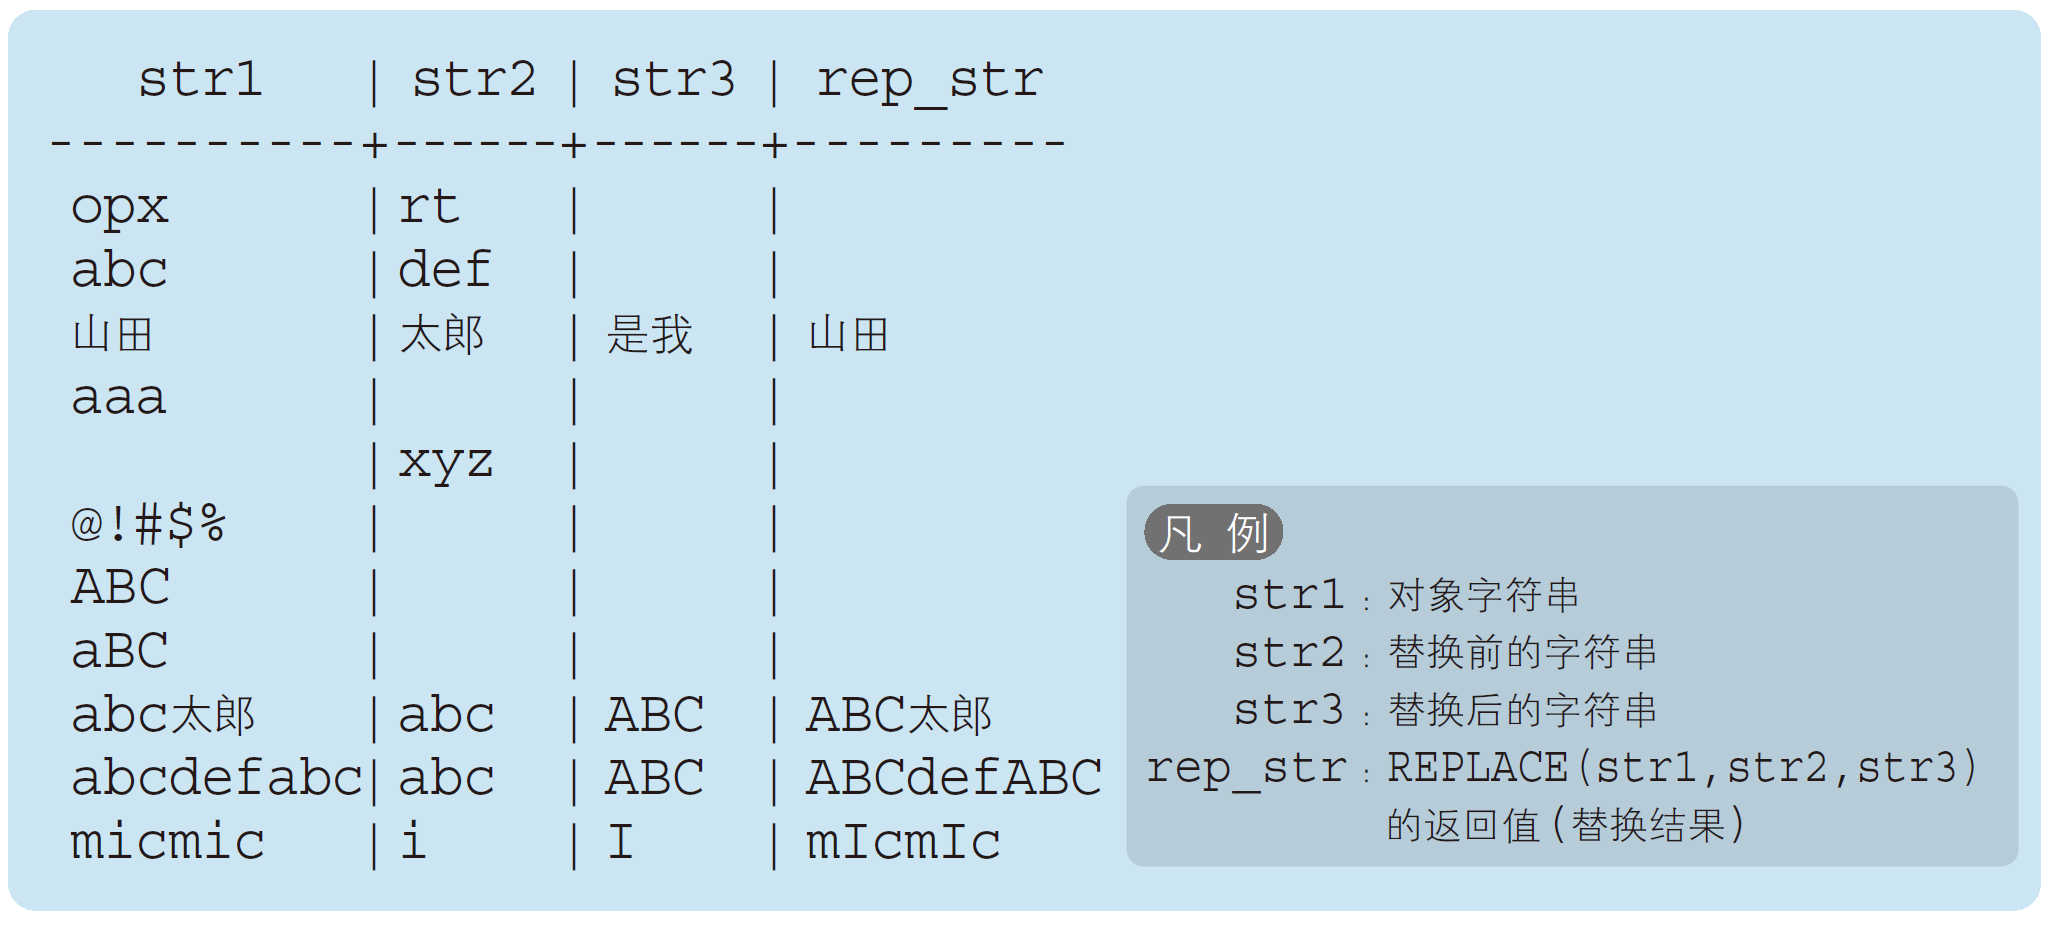 str1 | str2 | str3 | rep_str
----------+------+------+---------
opx | rt | |
abc | def | |
山田 | 太郎 | 是我 | 山田
aaa | | |
| xyz | |
@!#$% | | |
ABC | | |
aBC | | |
abc太郎 | abc | ABC | ABC太郎
abcdefabc| abc | ABC | ABCdefABC
micmic | i | I | mIcmIc
凡 例
str1：对象字符串
str2：替换前的字符串
str3：替换后的字符串
rep_str：REPLACE(str1,str2,str3)
的返回值(替换结果)